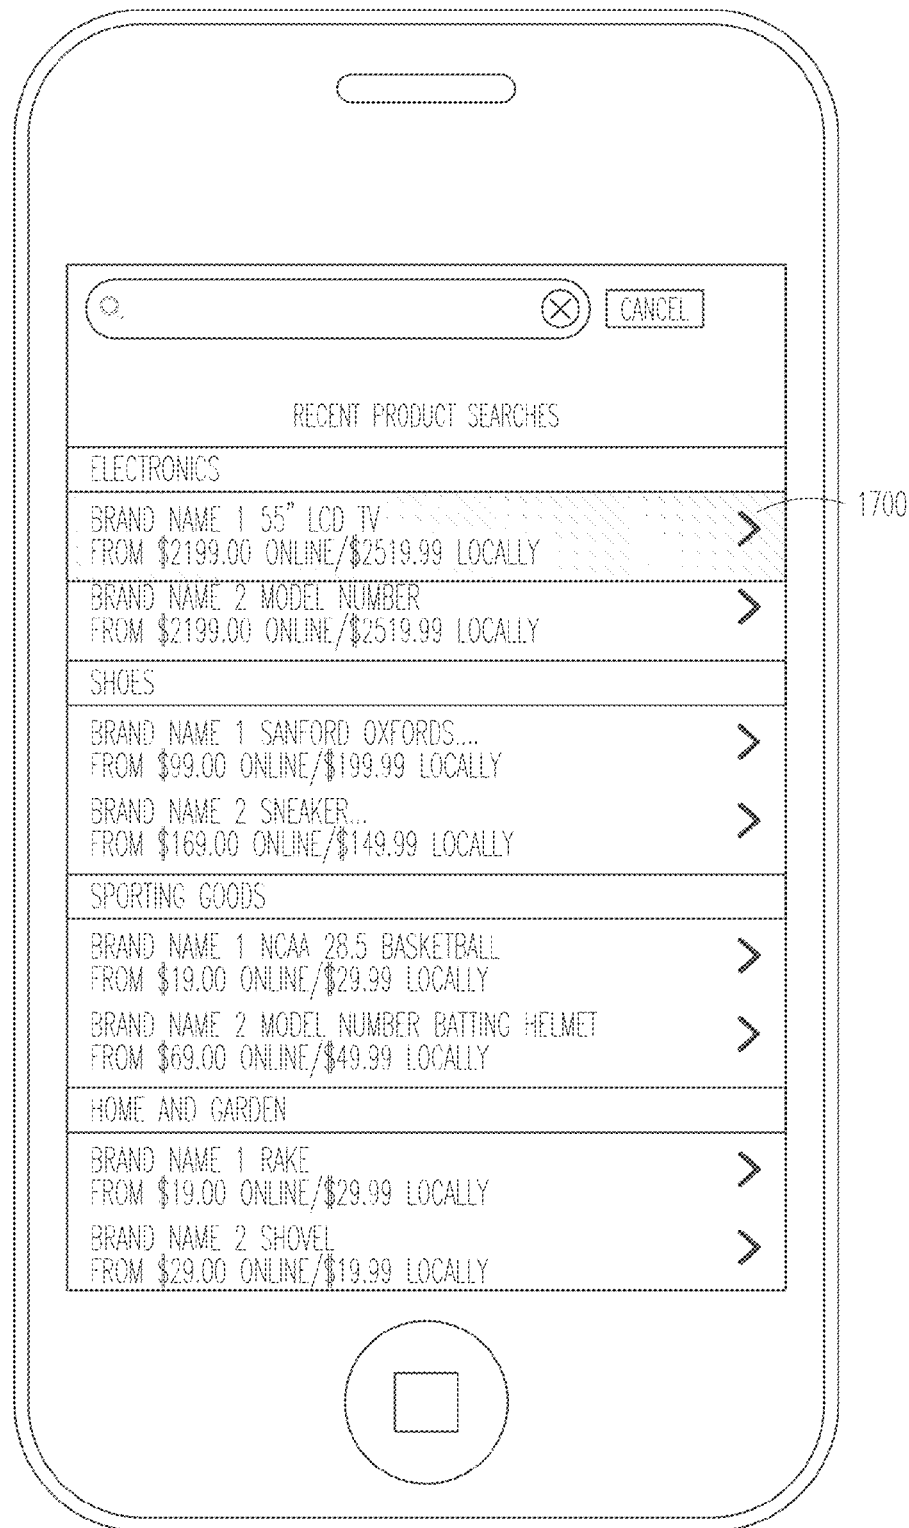 CANCEL
RECENT PRODUCT SEARCHES
ELECTRONICS
BRAND NAME 1 55" LCD TV
FROM $2199.00 ONLINE/$2519.99 LOCALLY
1700
BRAND NAME 2 MODEL NUMBER
FROM $2199.00 ONLINE/$2519.99 LOCALLY
SHOES
BRAND NAME 1 SANFORD OXFORDS....
FROM $99.00 ONLINE/$199.99 LOCALLY
BRAND NAME 2 SNEAKER...
FROM $169.00 ONLINE/$149.99 LOCALLY
SPORTING GOODS
BRAND NAME 1 NCAA 28.5 BASKETBALL
FROM $19.00 ONLINE/$29.99 LOCALLY
BRAND NAME 2 MODEL NUMBER BATTING HELMET
FROM $69.00 ONLINE/$49.99 LOCALLY
HOME AND GARDEN
BRAND NAME 1 RAKE
FROM $19.00 ONLINE/$29.99 LOCALLY
BRAND NAME 2 SHOVEL
FROM $29.00 ONLINE/$19.99 LOCALLY